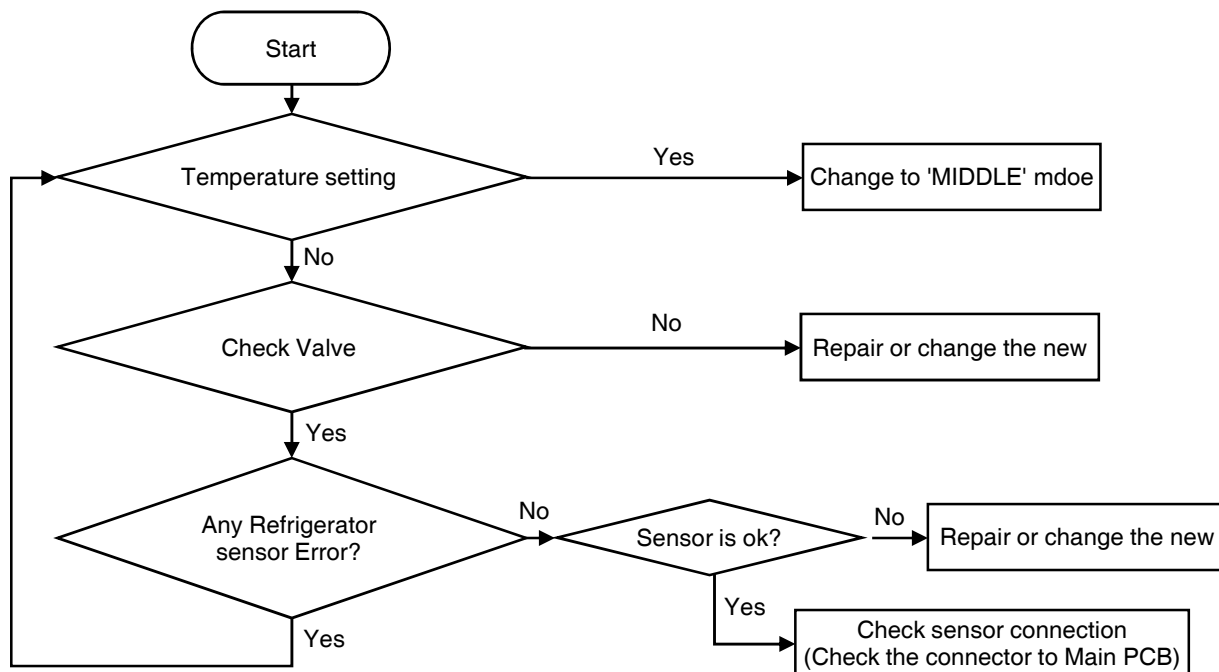 Start
Temperature setting
Yes
Change to 'MIDDLE' mdoe
No
Check Valve
No
Repair or change the new
Yes
Any Refrigerator
sensor Error?
No
Sensor is ok?
No
Repair or change the new
Yes
Yes
Check sensor connection
(Check the connector to Main PCB)